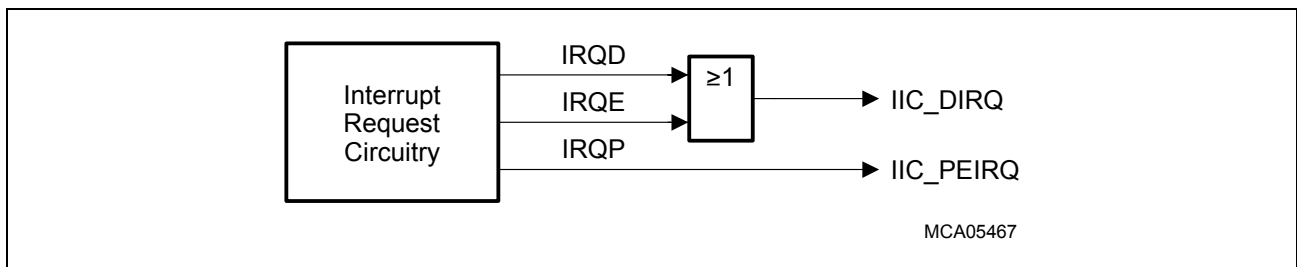 Interrupt
Request
Circuitry
IRQD
IRQE
IRQP
≥1
IIC_DIRQ
IIC_PEIRQ
MCA05467